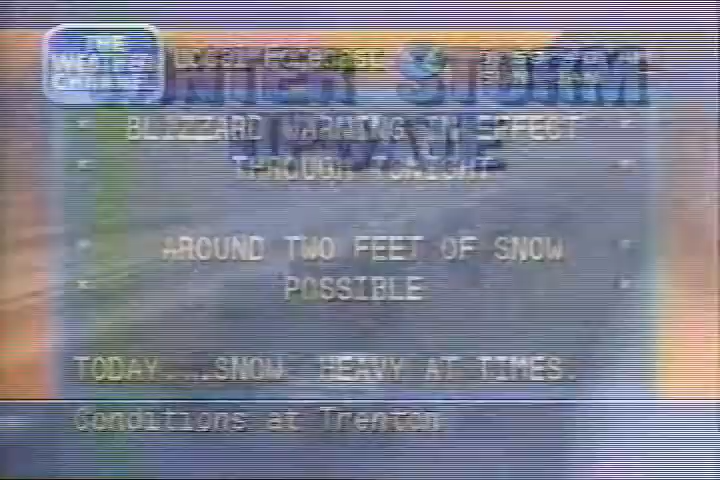 THE
WEATHER
CHANNEL
Local Forecast
WINTER STORM
UPDATE
* BLIZZARD WARNING IN EFFECT *
* THROUGH TONIGHT *
* AROUND TWO FEET OF SNOW *
* POSSIBLE *
TODAY...SNOW. HEAVY AT TIMES.
Conditions at Trenton